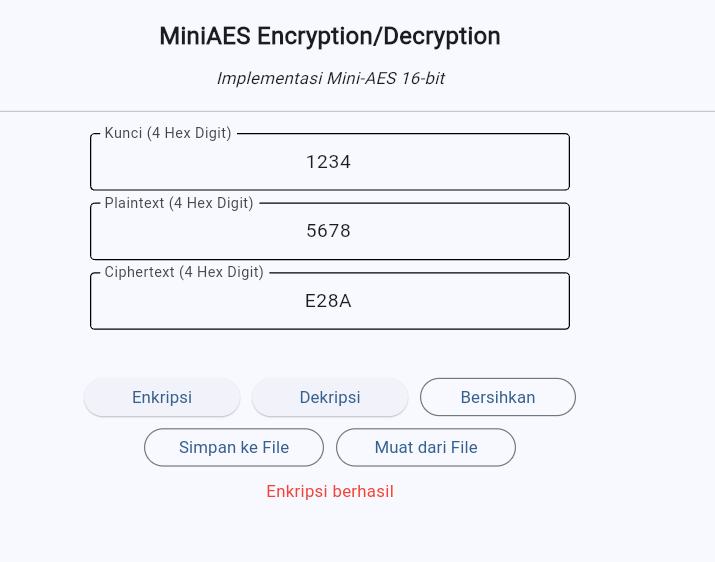 MiniAES Encryption/Decryption
Implementasi Mini-AES 16-bit
Kunci (4 Hex Digit)
1234
Plaintext (4 Hex Digit)
5678
Ciphertext (4 Hex Digit)
E28A
Enkripsi Dekripsi Bersihkan
Simpan ke File Muat dari File
Enkripsi berhasil